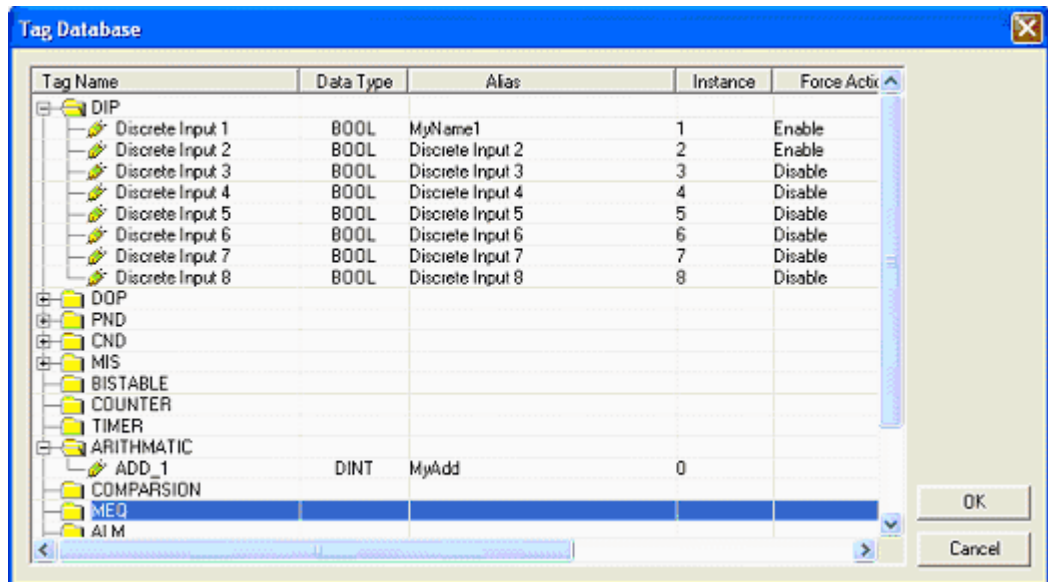 Tag Database
Tag Name Data Type Alias Instance Force Actic
DIP
Discrete Input 1 BOOL MyName1 1 Enable
Discrete Input 2 BOOL Discrete Input 2 2 Enable
Discrete Input 3 BOOL Discrete Input 3 3 Disable
Discrete Input 4 BOOL Discrete Input 4 4 Disable
Discrete Input 5 BOOL Discrete Input 5 5 Disable
Discrete Input 6 BOOL Discrete Input 6 6 Disable
Discrete Input 7 BOOL Discrete Input 7 7 Disable
Discrete Input 8 BOOL Discrete Input 8 8 Disable
DOP
PND
CND
MIS
BISTABLE
COUNTER
TIMER
ARITHMATIC
ADD_1 DINT MyAdd 0
COMPARSION
MEQ
ALM
OK
Cancel